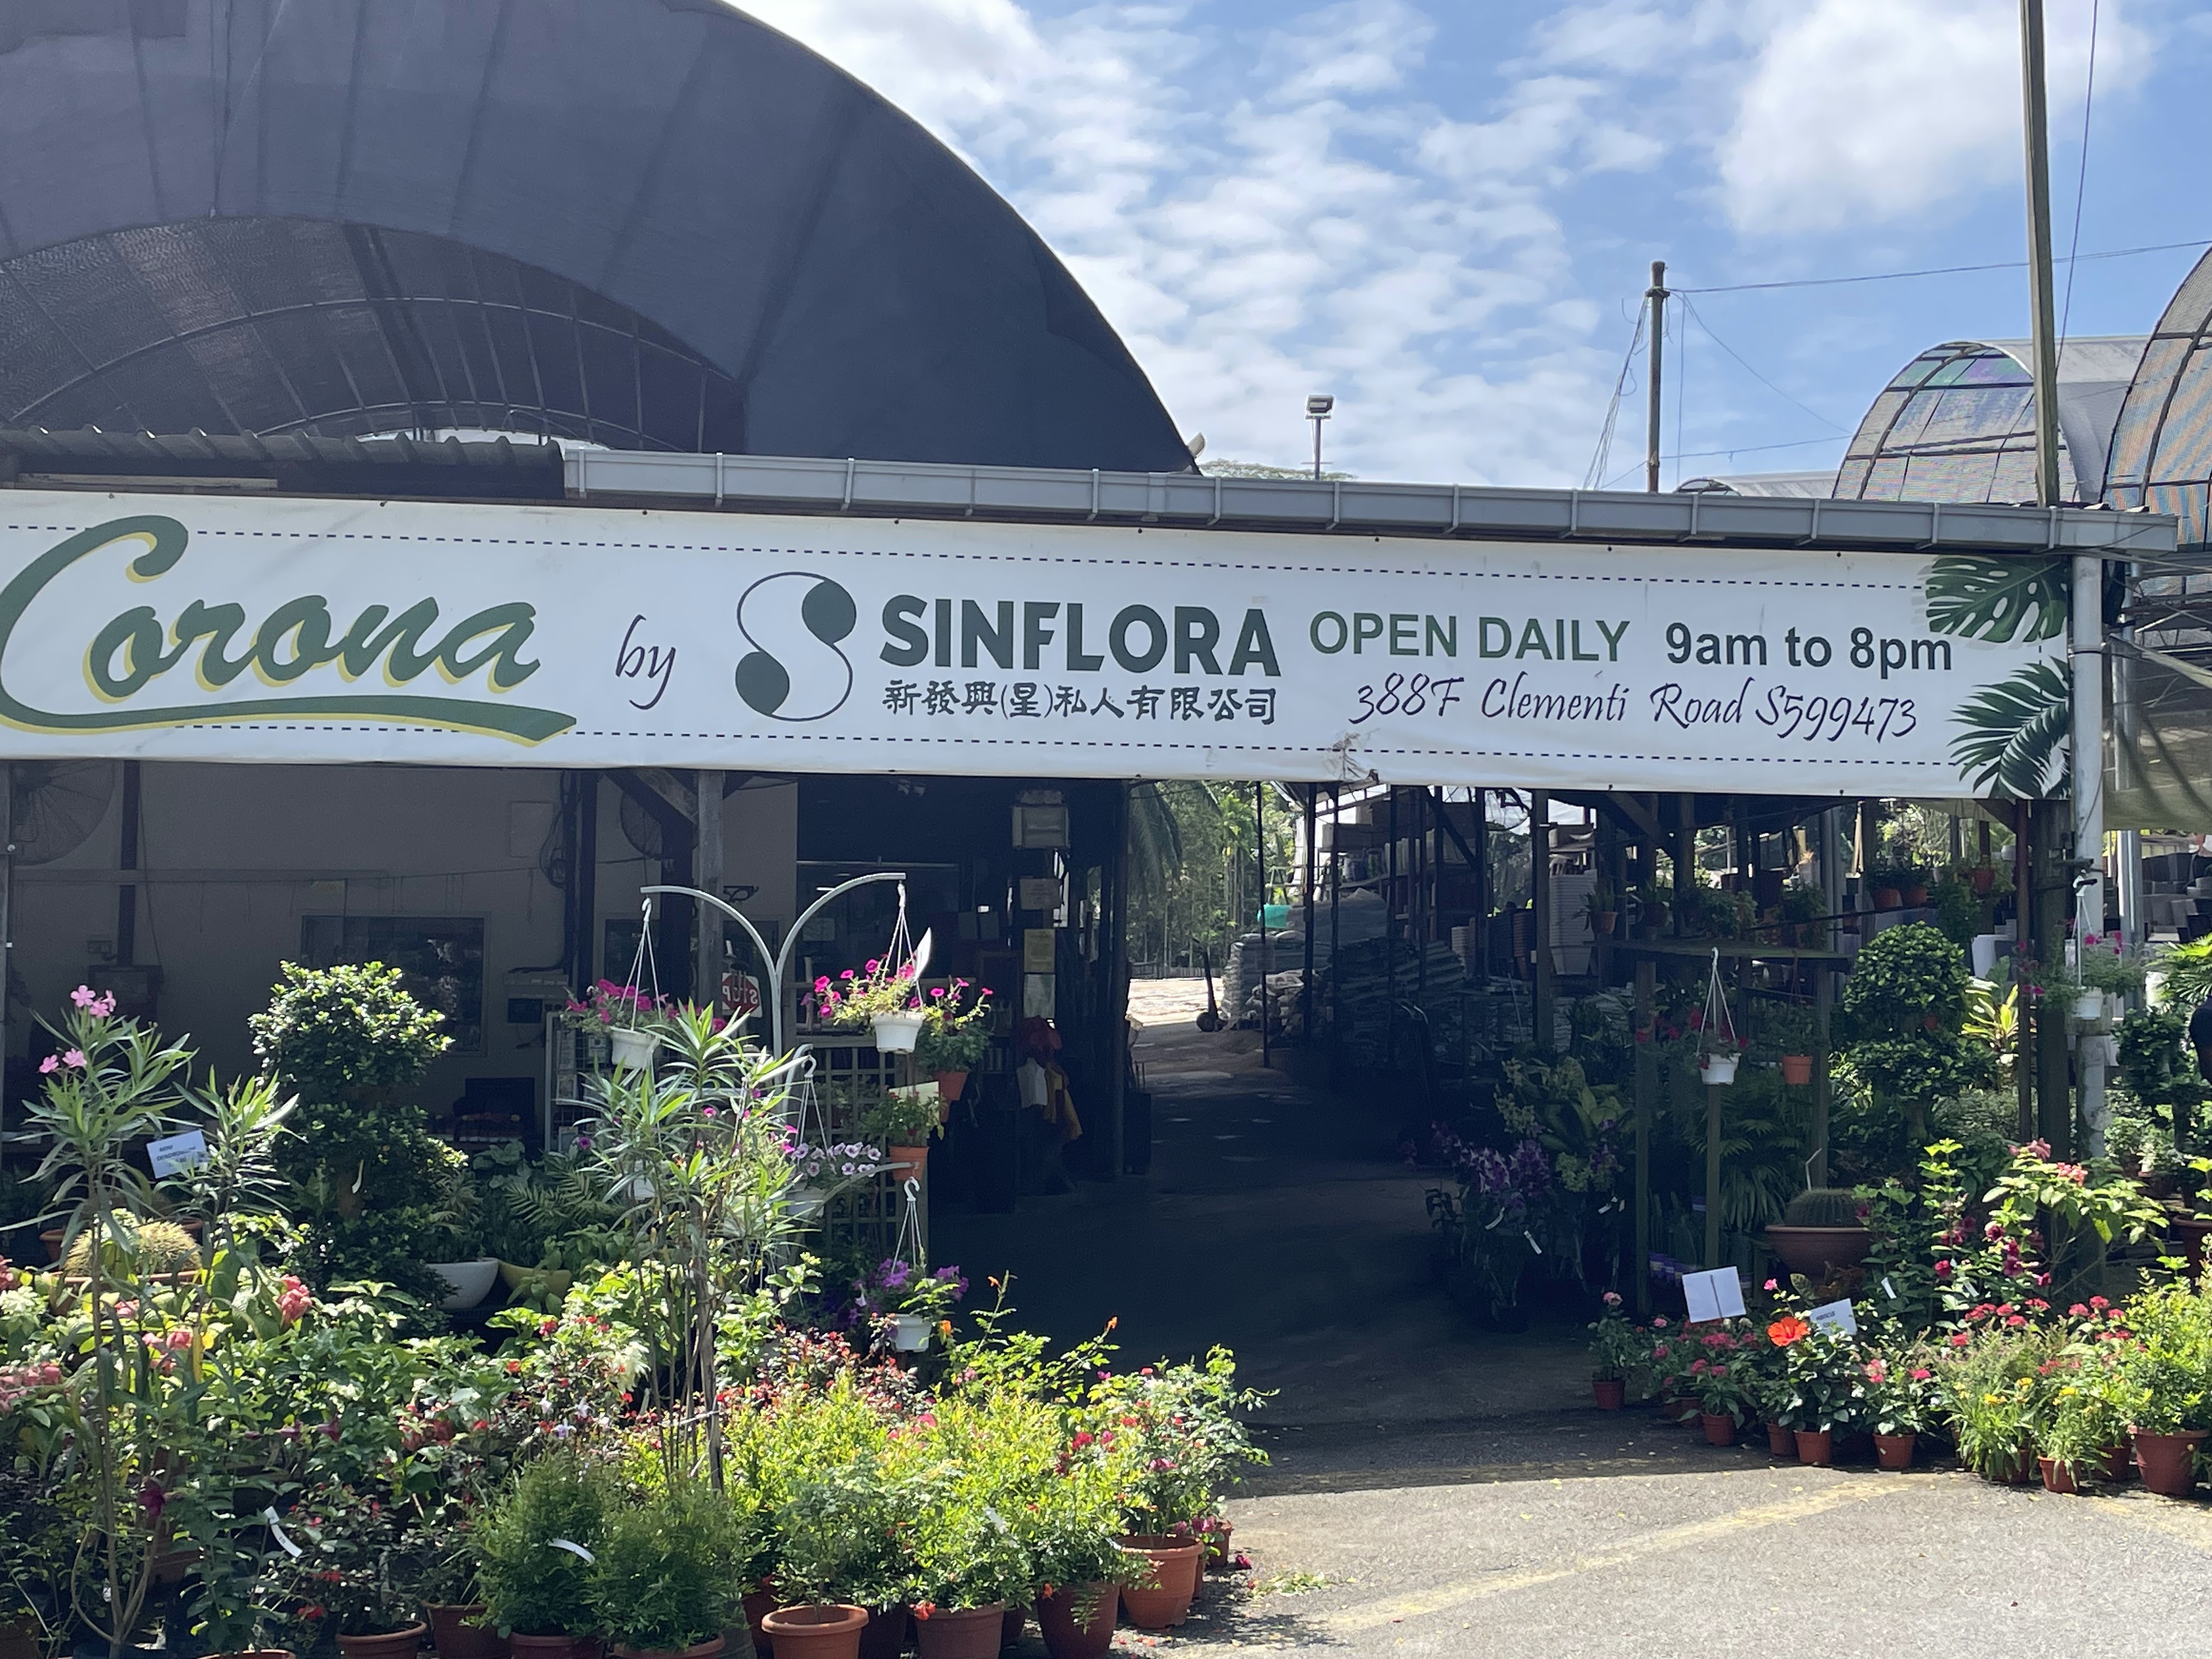 Corona by SINFLORA OPEN DAILY 9am to 8pm
新發興(星)私人有限公司 388F Clementi Road S599473
STOP